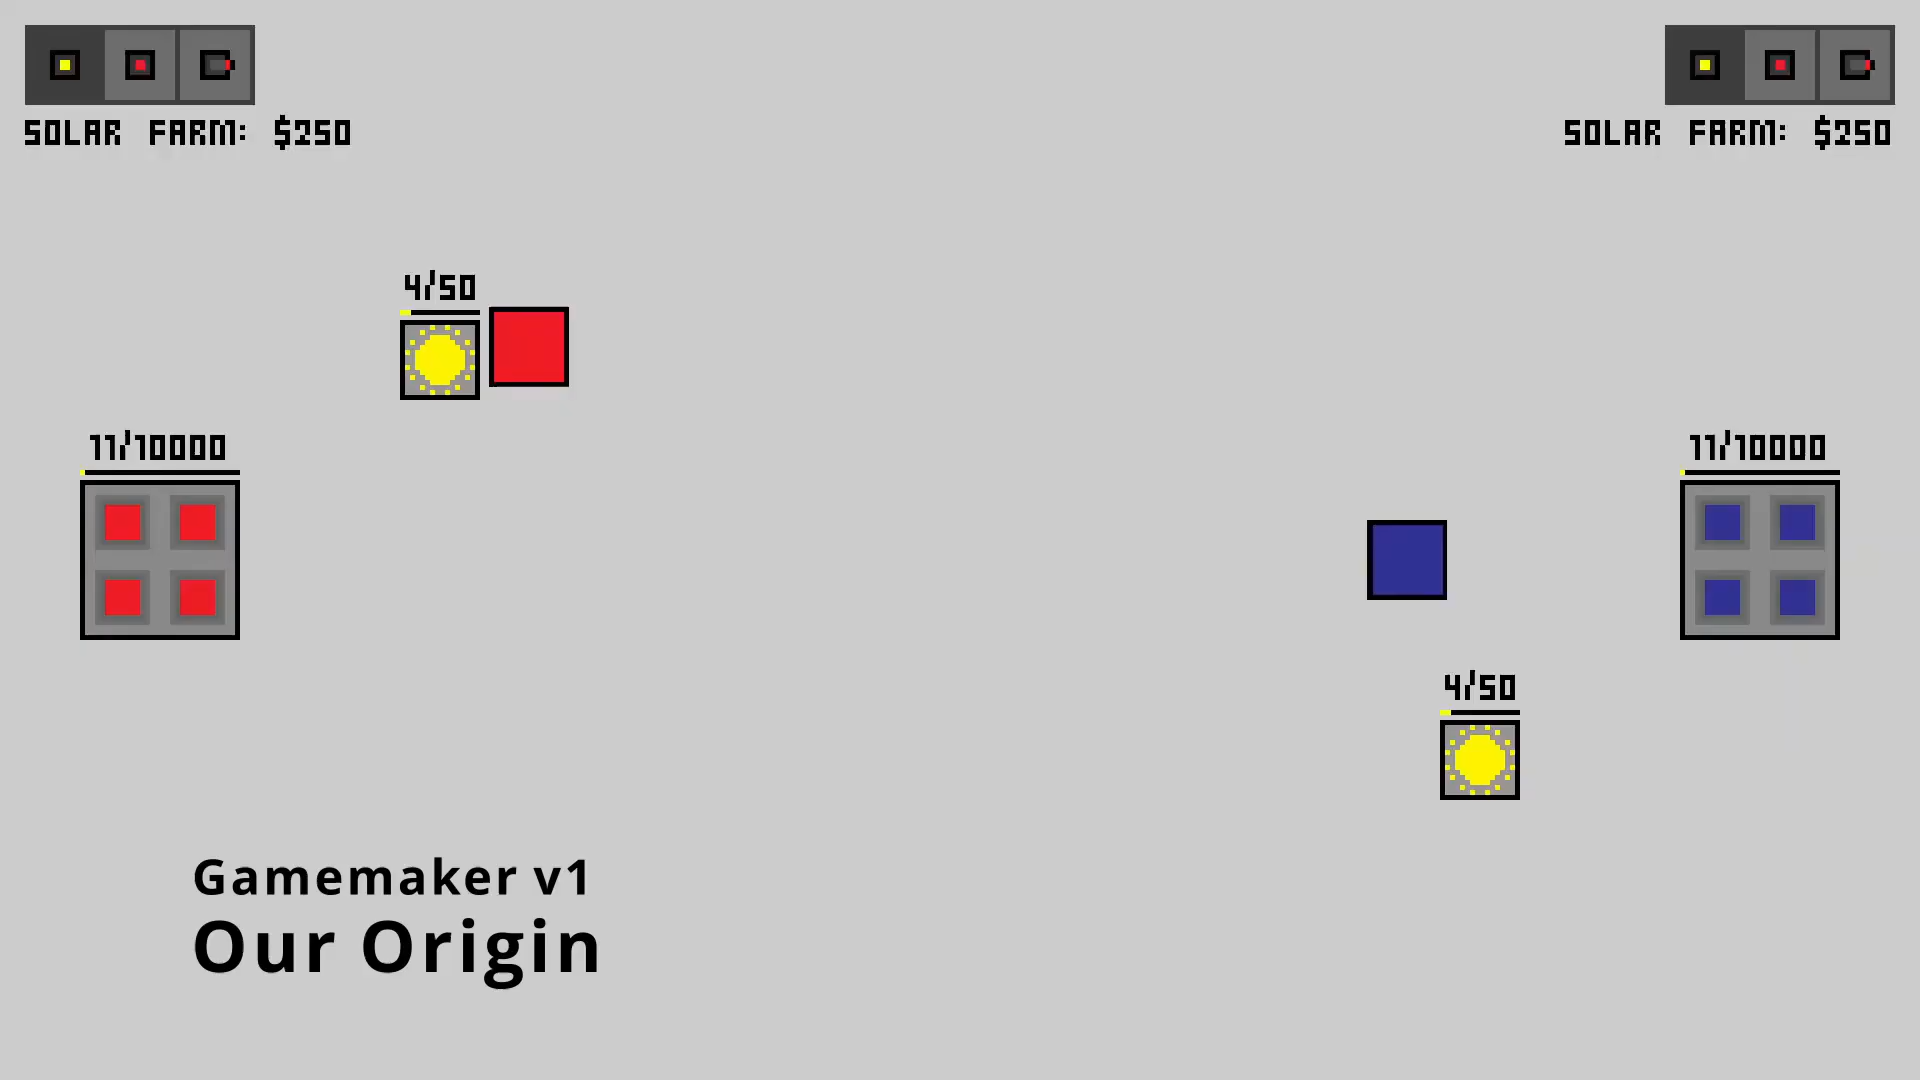 SOLAR FARM: $250
SOLAR FARM: $250
4/50
11/10000
11/10000
4/50
Gamemaker v1
Our Origin